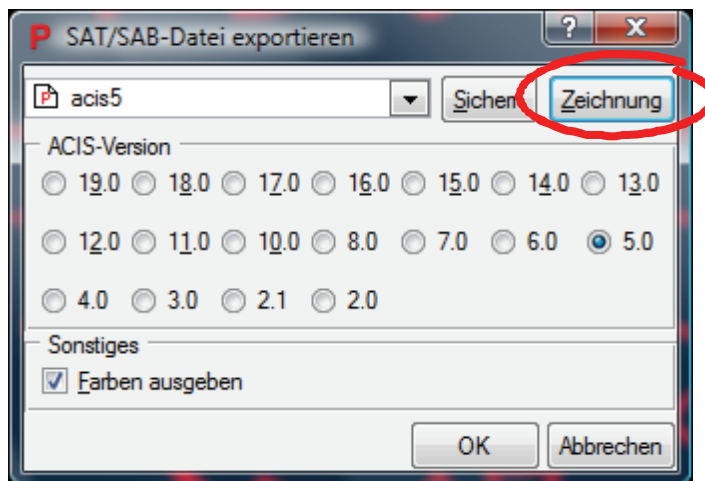 P SAT/SAB-Datei exportieren ? X
acis5 Sichern Zeichnung
ACIS-Version
19.0 18.0 17.0 16.0 15.0 14.0 13.0
12.0 11.0 10.0 8.0 7.0 6.0 5.0
4.0 3.0 2.1 2.0
Sonstiges
Farben ausgeben
OK Abbrechen